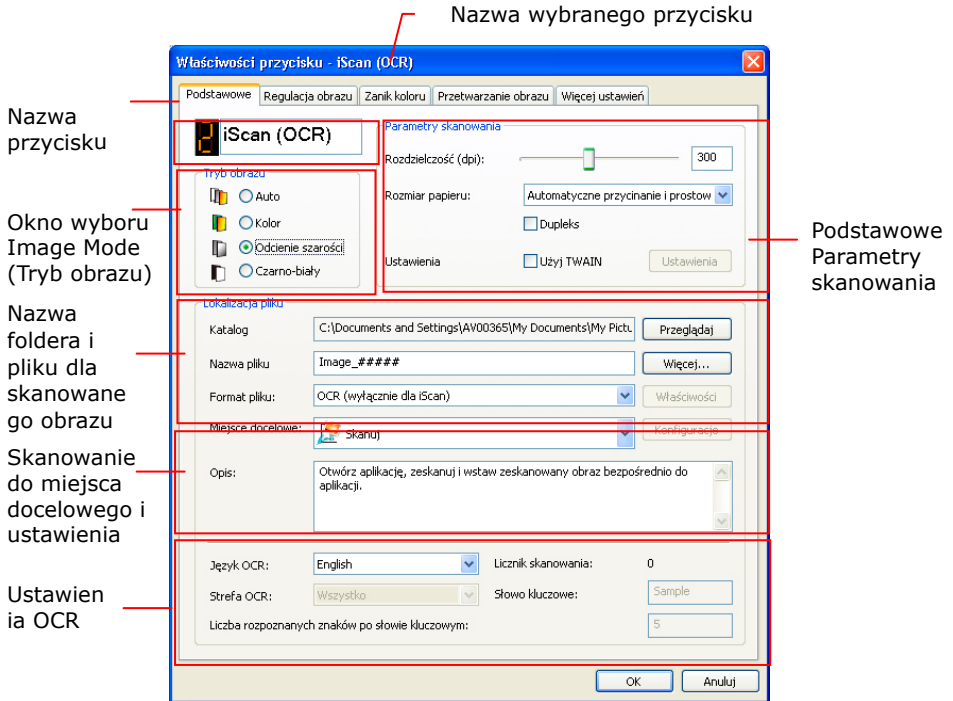 Nazwa wybranego przycisku
Właściwości przycisku - iScan (OCR)
Podstawowe
Regulacja obrazu
Zanik koloru
Przetwarzanie obrazu
Więcej ustawień
Nazwa
przycisku
iScan (OCR)
Parametry skanowania
Rozdzielczość (dpi):
300
Rozmiar papieru:
Automatyczne przycinanie i prostow
Dupleks
Ustawienia
Użyj TWAIN
Ustawienia
Tryb obrazu
Auto
Kolor
Odcienie szarości
Czarno-biały
Okno wyboru
Image Mode
(Tryb obrazu)
Podstawowe
Parametry
skanowania
Nazwa
foldera i
pliku dla
skanowane
go obrazu
Lokalizacja pliku
Katalog
C:\Documents and Settings\AV00365\My Documents\My Pictu
Przeglądaj
Nazwa pliku
Image_#####
Więcej...
Format pliku:
OCR (wyłącznie dla iScan)
Właściwości
Miejsce docelowe:
Skanuj
Konfiguracje
Skanowanie
do miejsca
docelowego i
ustawienia
Opis:
Otwórz aplikację, zeskanuj i wstaw zeskanowany obraz bezpośrednio do
aplikacji.
Ustawien
ia OCR
Język OCR:
English
Licznik skanowania:
0
Strefa OCR:
Wszystko
Słowo kluczowe:
Sample
Liczba rozpoznanych znaków po słowie kluczowym:
5
OK
Anuluj